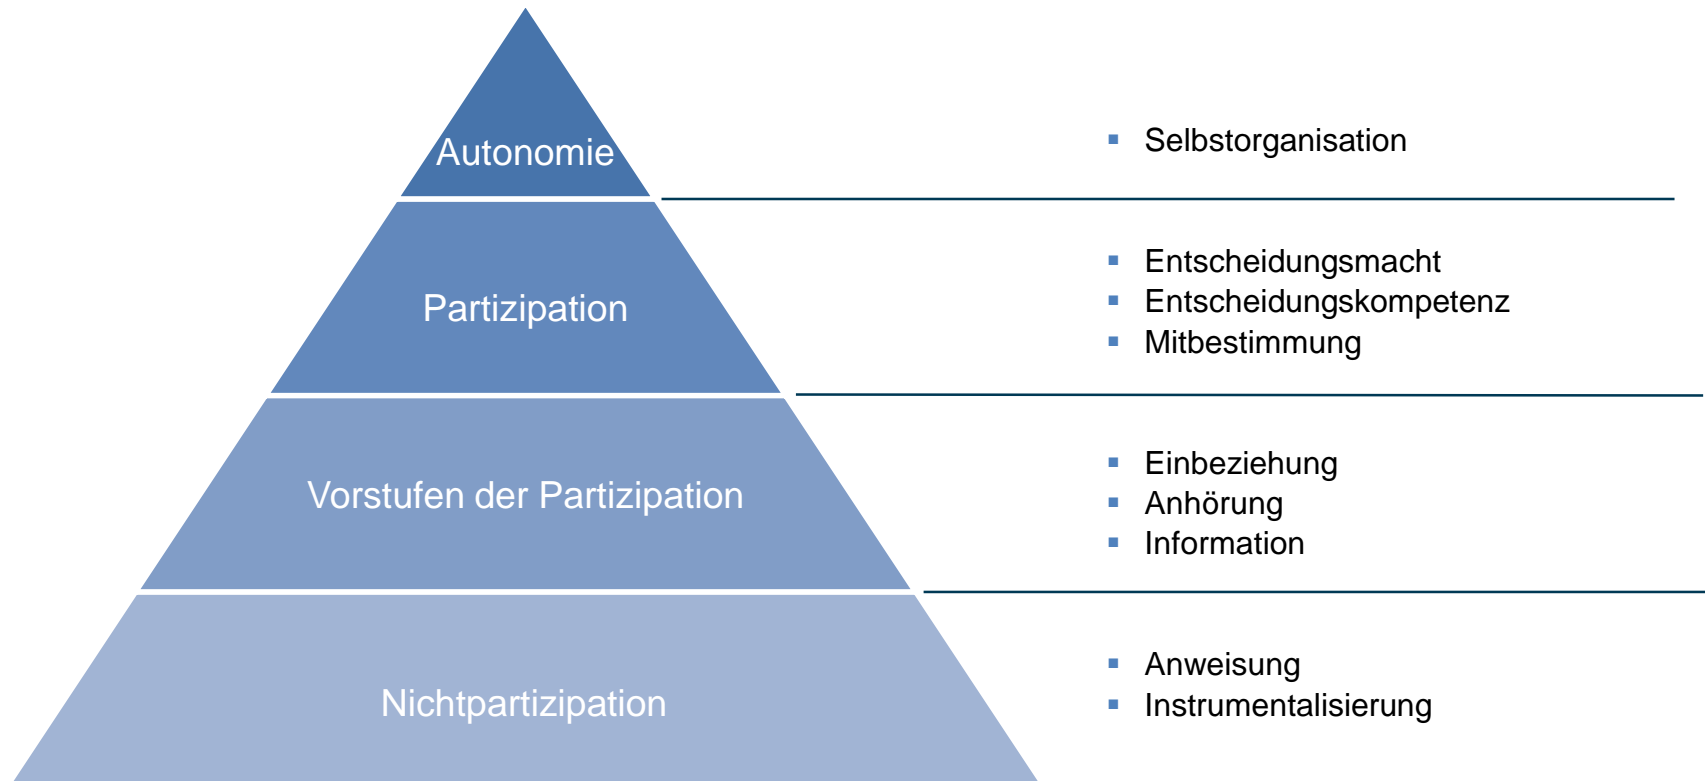 Autonomie
▪ Selbstorganisation
Partizipation
▪ Entscheidungsmacht
▪ Entscheidungskompetenz
▪ Mitbestimmung
Vorstufen der Partizipation
▪ Einbeziehung
▪ Anhörung
▪ Information
Nichtpartizipation
▪ Anweisung
▪ Instrumentalisierung